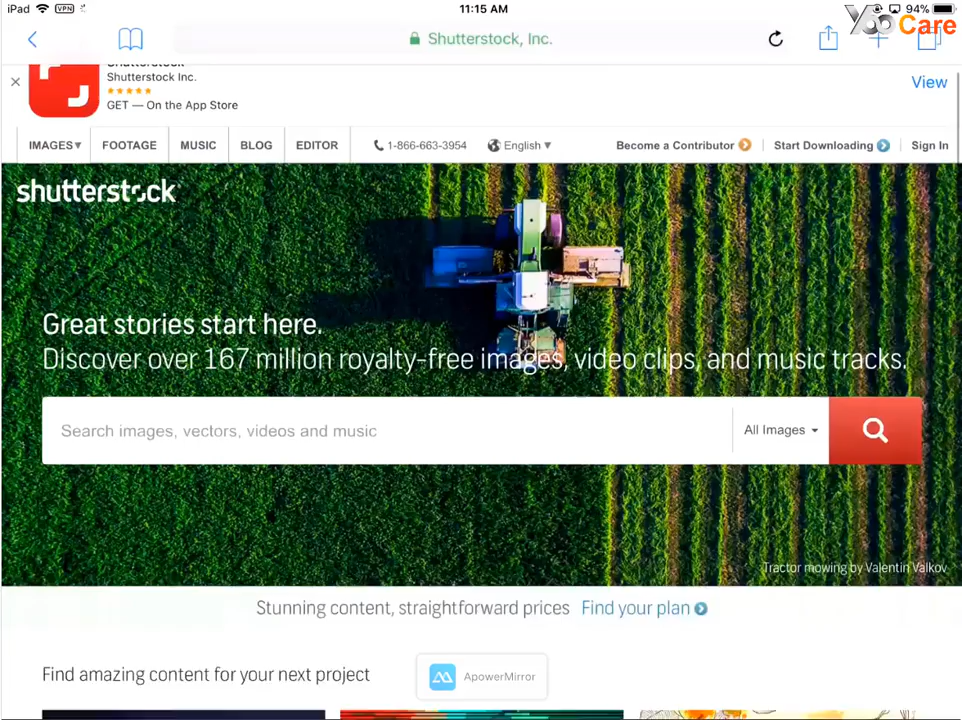 iPad VPN 11:15 AM 94%
YooCare
Shutterstock, Inc.
Shutterstock
Shutterstock Inc.
GET — On the App Store
View
IMAGES FOOTAGE MUSIC BLOG EDITOR 1-866-663-3954 English Become a Contributor Start Downloading Sign In
shutterstock
Great stories start here.
Discover over 167 million royalty-free images, video clips, and music tracks.
Search images, vectors, videos and music All Images
Tractor mowing by Valentin Valkov
Stunning content, straightforward prices Find your plan
Find amazing content for your next project
ApowerMirror